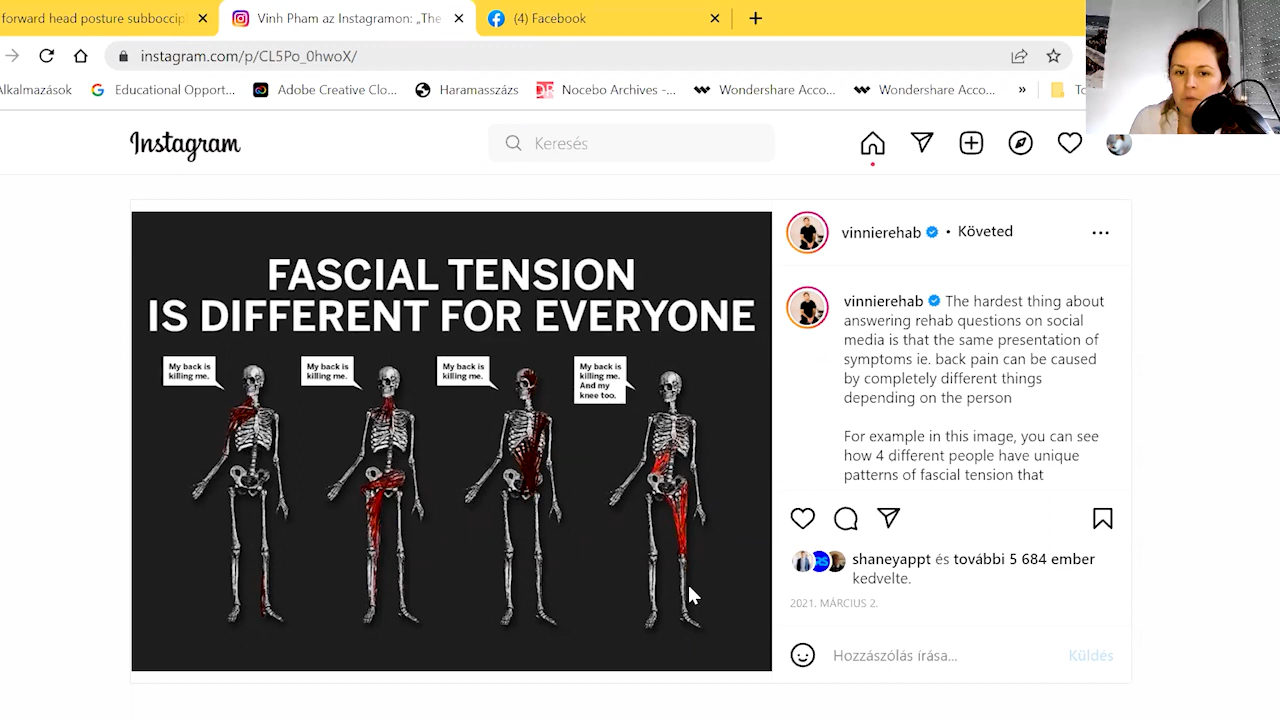 forward head posture subboccip
Vinh Pham az Instagramon: „The
(4) Facebook
instagram.com/p/CL5Po_0hwoX/
Alkalmazások
Educational Opport...
Adobe Creative Clo...
Haramasszázs
Nocebo Archives -...
Wondershare Acco...
Wondershare Acco...
»
Instagram
Keresés
FASCIAL TENSION
IS DIFFERENT FOR EVERYONE
My back is
killing me.
My back is
killing me.
My back is
killing me.
My back is
killing me.
And my
knee too.
vinnierehab • Követed
vinnierehab The hardest thing about
answering rehab questions on social
media is that the same presentation of
symptoms ie. back pain can be caused
by completely different things
depending on the person
For example in this image, you can see
how 4 different people have unique
patterns of fascial tension that
shaneyappt és további 5 684 ember
kedvelte.
2021. MÁRCIUS 2.
Hozzászólás írása...
Küldés